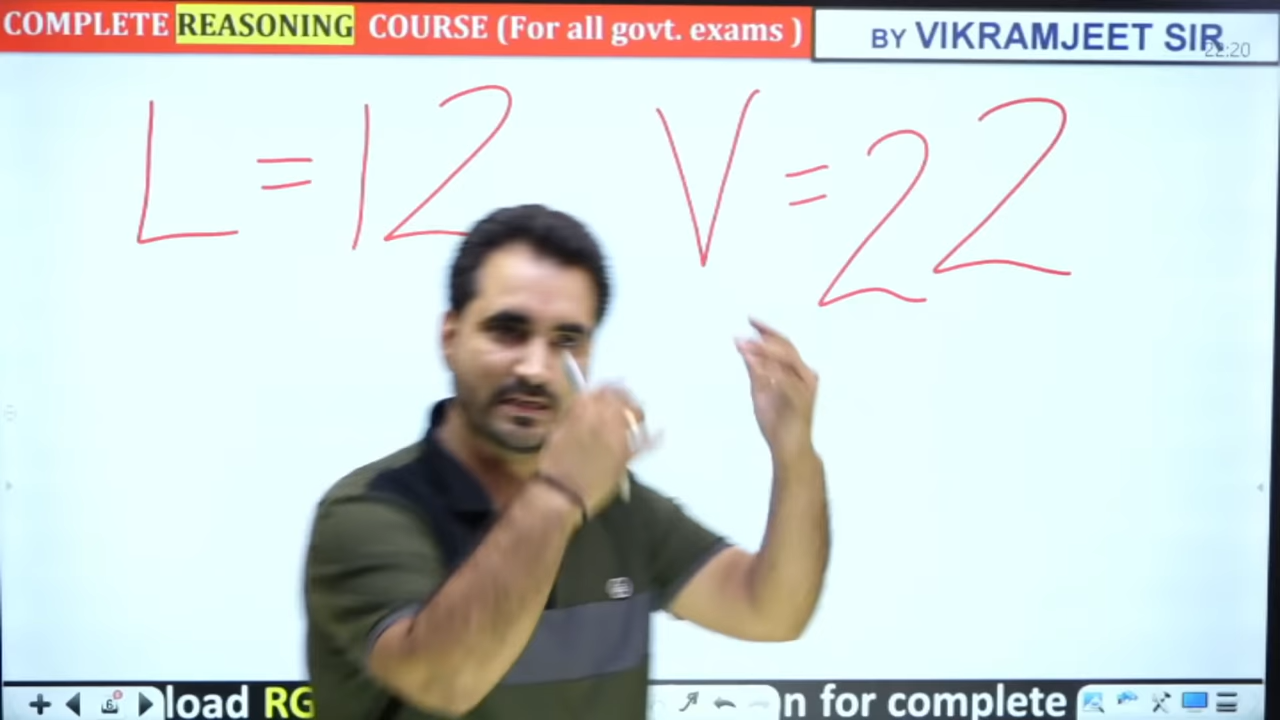 COMPLETE REASONING COURSE (For all govt. exams ) BY VIKRAMJEET SIR
22:20
L = 12 V = 22
load RG n for complete